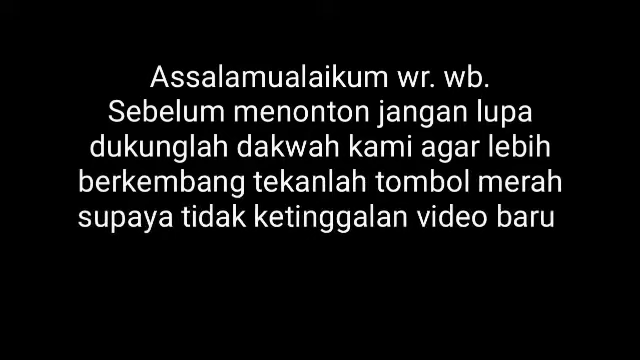 Assalamualaikum wr. wb.
Sebelum menonton jangan lupa
dukunglah dakwah kami agar lebih
berkembang tekanlah tombol merah
supaya tidak ketinggalan video baru